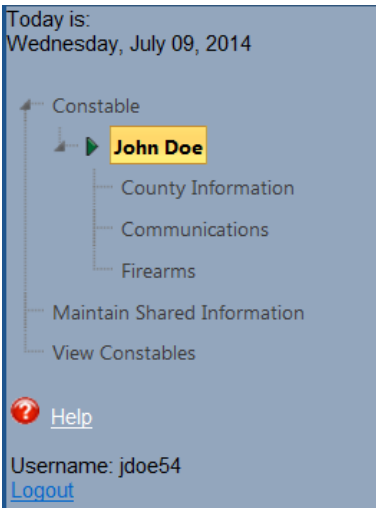 Today is:
Wednesday, July 09, 2014
Constable
John Doe
County Information
Communications
Firearms
Maintain Shared Information
View Constables
? Help
Username: jdoe54
Logout